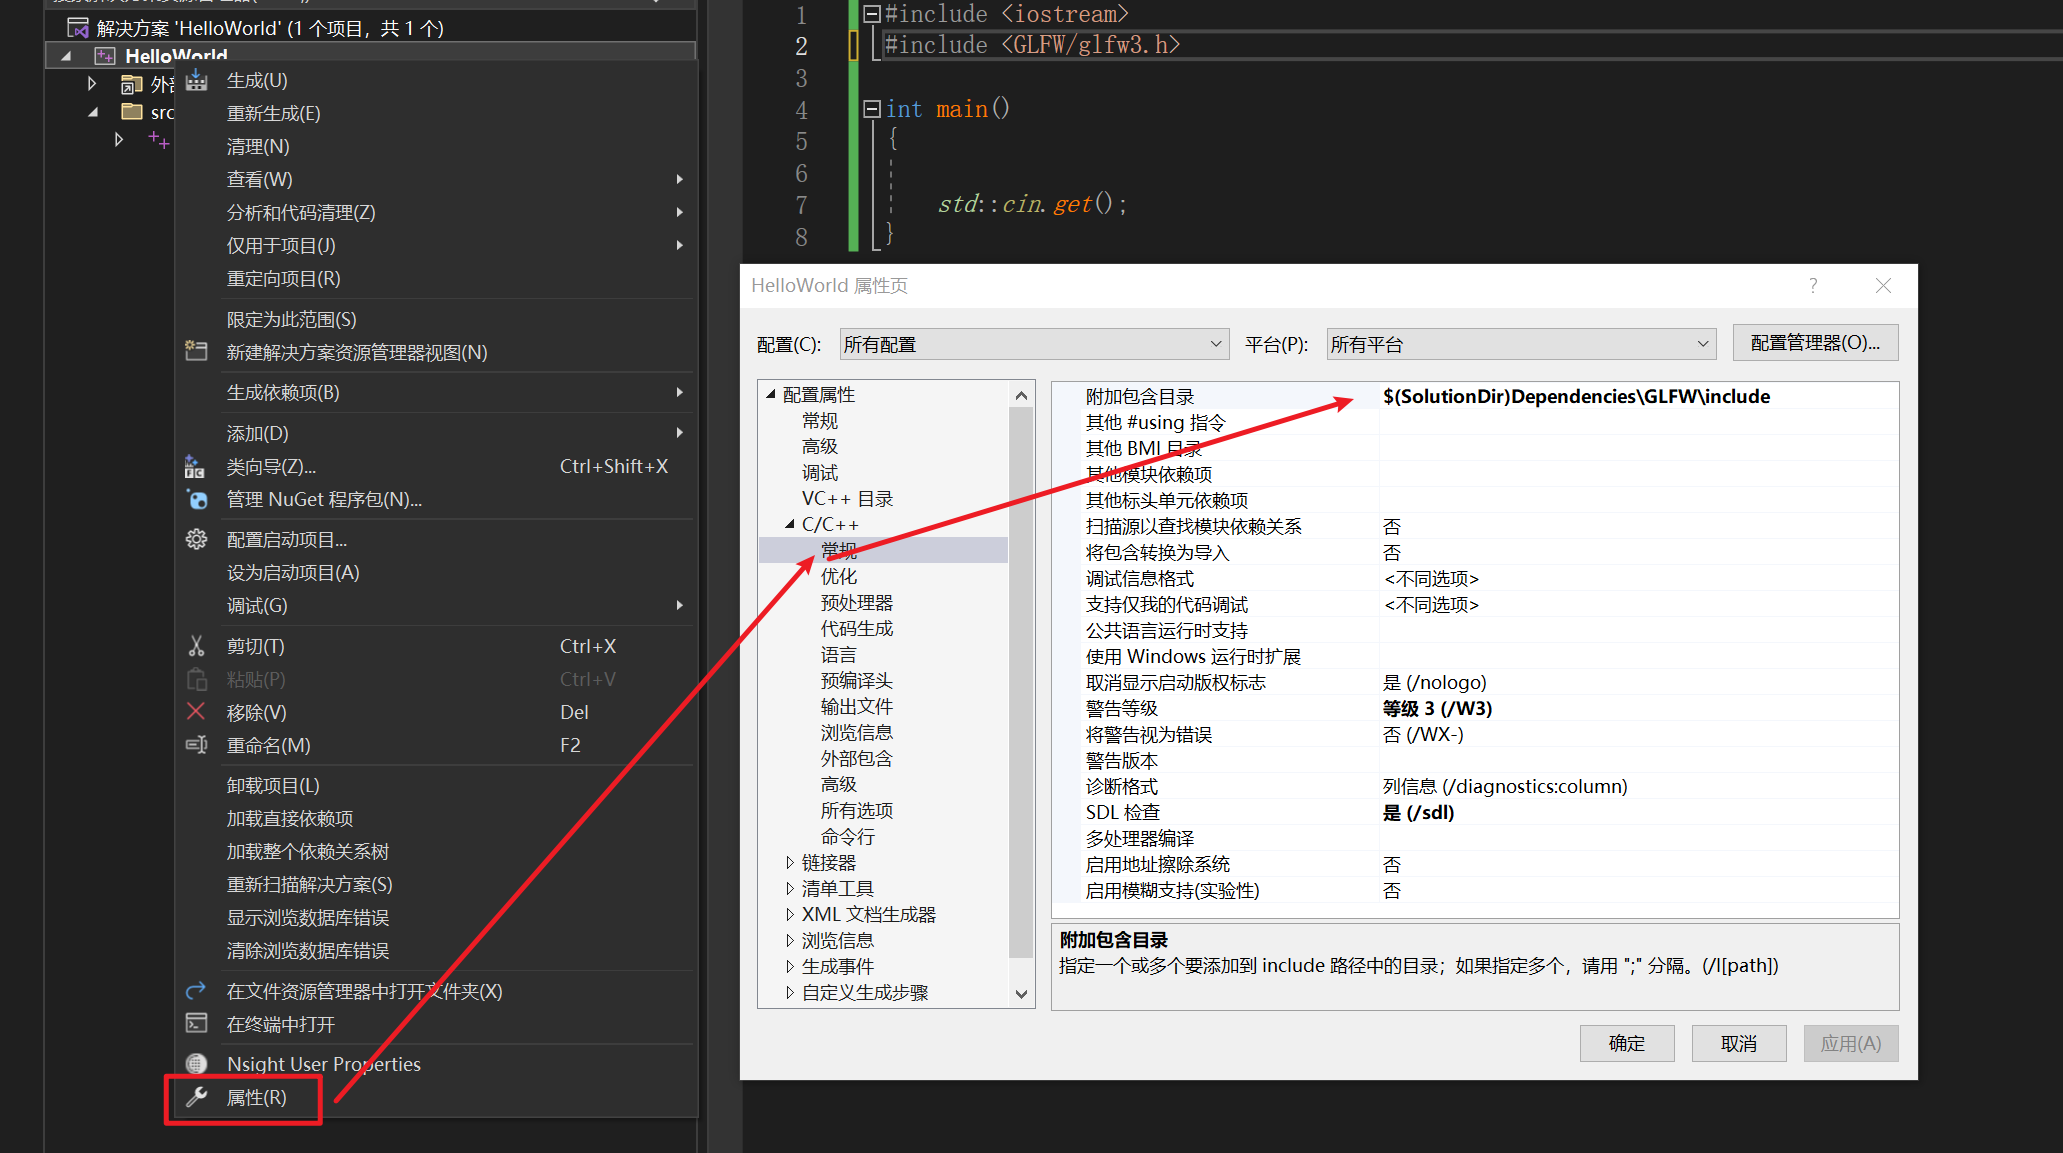 解决方案 'HelloWorld' (1 个项目，共 1 个)
HelloWorld
外部
src
生成(U)
重新生成(E)
清理(N)
查看(W)
分析和代码清理(Z)
仅用于项目(J)
重定向项目(R)
限定为此范围(S)
新建解决方案资源管理器视图(N)
生成依赖项(B)
添加(D)
类向导(Z)... Ctrl+Shift+X
管理 NuGet 程序包(N)...
配置启动项目...
设为启动项目(A)
调试(G)
剪切(T) Ctrl+X
粘贴(P) Ctrl+V
移除(V) Del
重命名(M) F2
卸载项目(L)
加载直接依赖项
加载整个依赖关系树
重新扫描解决方案(S)
显示浏览数据库错误
清除浏览数据库错误
在文件资源管理器中打开文件夹(X)
在终端中打开
Nsight User Properties
属性(R)
1 #include <iostream>
2 #include <GLFW/glfw3.h>
3
4 int main()
5 {
6
7 std::cin.get();
8 }
HelloWorld 属性页 ?
配置(C): 所有配置 平台(P): 所有平台 配置管理器(O)...
配置属性
常规
高级
调试
VC++ 目录
C/C++
常规
优化
预处理器
代码生成
语言
预编译头
输出文件
浏览信息
外部包含
高级
所有选项
命令行
链接器
清单工具
XML 文档生成器
浏览信息
生成事件
自定义生成步骤
附加包含目录 $(SolutionDir)Dependencies\GLFW\include
其他 #using 指令
其他 BMI 目录
其他模块依赖项
其他标头单元依赖项
扫描源以查找模块依赖关系 否
将包含转换为导入 否
调试信息格式 <不同选项>
支持仅我的代码调试 <不同选项>
公共语言运行时支持
使用 Windows 运行时扩展
取消显示启动版权标志 是 (/nologo)
警告等级 等级 3 (/W3)
将警告视为错误 否 (/WX-)
警告版本
诊断格式 列信息 (/diagnostics:column)
SDL 检查 是 (/sdl)
多处理器编译
启用地址擦除系统 否
启用模糊支持(实验性) 否
附加包含目录
指定一个或多个要添加到 include 路径中的目录；如果指定多个，请用 ";" 分隔。(/I[path])
确定 取消 应用(A)